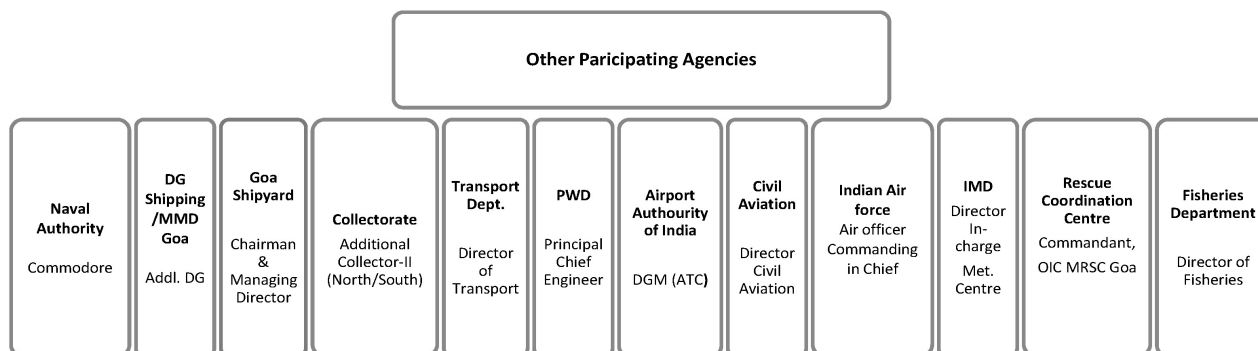 Other Paricipating Agencies
Naval
Authority
Commodore
DG
Shipping
/MMD
Goa
Addl. DG
Goa
Shipyard
Chairman
&
Managing
Director
Collectorate
Additional
Collector-II
(North/South)
Transport
Dept.
Director
of
Transport
PWD
Principal
Chief
Engineer
Airport
Authourity
of India
DGM (ATC)
Civil
Aviation
Director
Civil
Aviation
Indian Air
force
Air officer
Commanding
in Chief
IMD
Director
In-
charge
Met.
Centre
Rescue
Coordination
Centre
Commandant,
OIC MRSC Goa
Fisheries
Department
Director of
Fisheries